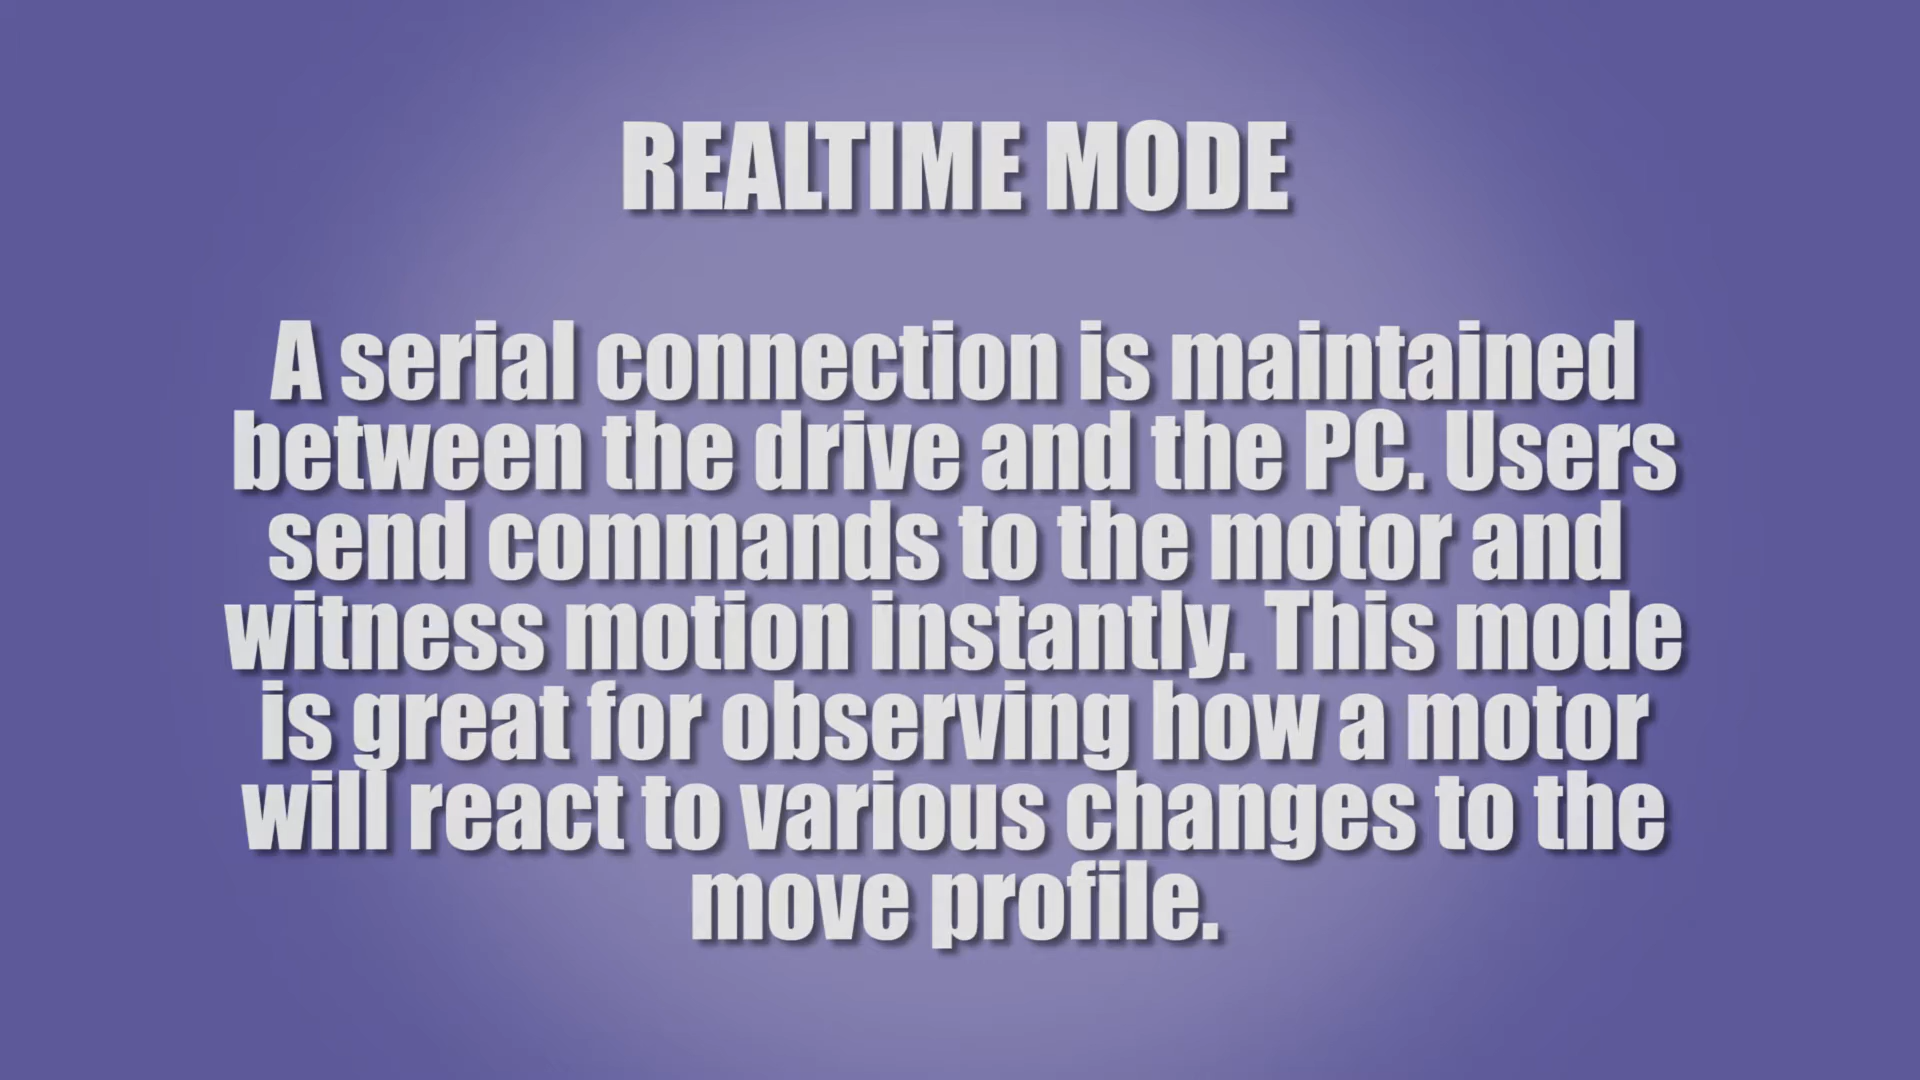 REALTIME MODE
A serial connection is maintained
between the drive and the PC. Users
send commands to the motor and
witness motion instantly. This mode
is great for observing how a motor
will react to various changes to the
move profile.